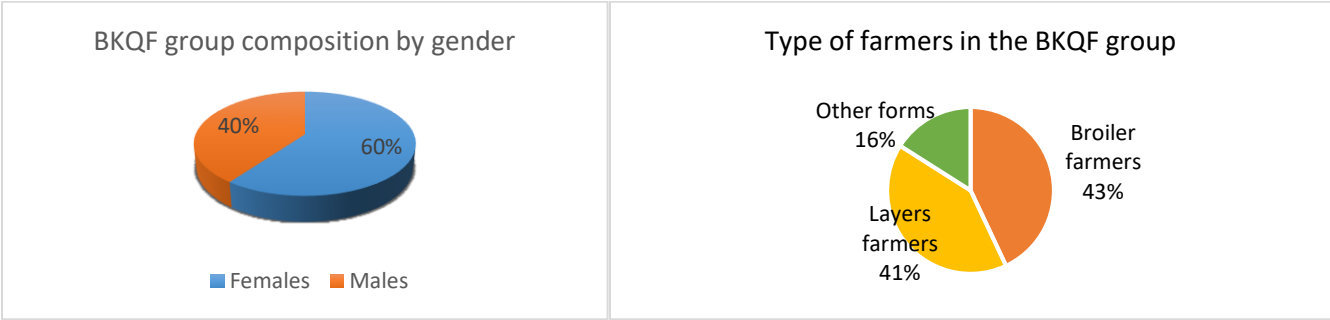 BKQF group composition by gender
40%
60%
Females
Males
Type of farmers in the BKQF group
Other forms
16%
Broiler
farmers
43%
Layers
farmers
41%